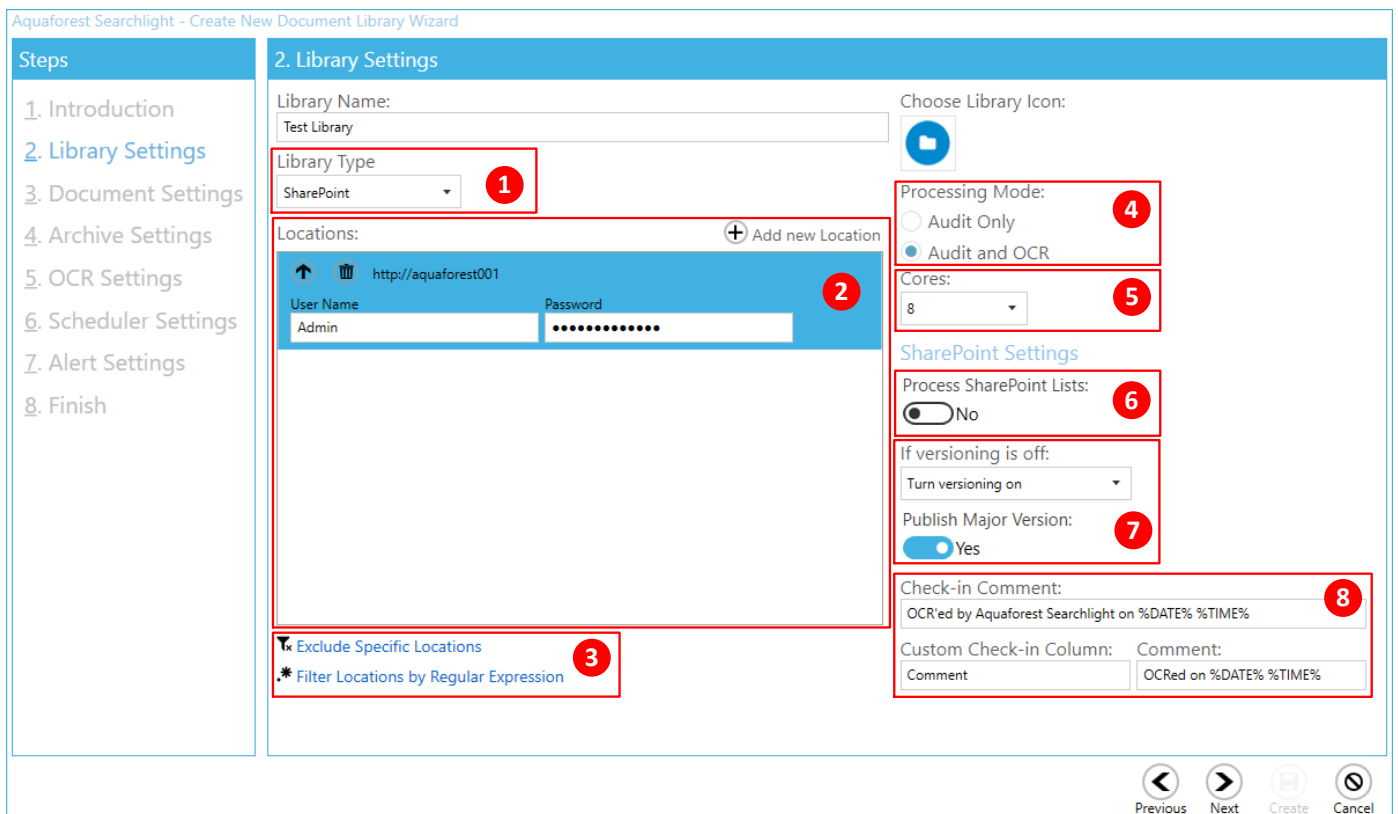 Aquaforest Searchlight - Create New Document Library Wizard
Steps
1. Introduction
2. Library Settings
3. Document Settings
4. Archive Settings
5. OCR Settings
6. Scheduler Settings
7. Alert Settings
8. Finish
2. Library Settings
Library Name:
Test Library
Library Type
SharePoint
1
Locations:
Add new Location
http://aquaforest001
User Name
Password
Admin
•••••••••••••
2
Exclude Specific Locations
.* Filter Locations by Regular Expression
3
Choose Library Icon:
Processing Mode:
Audit Only
Audit and OCR
4
Cores:
8
5
SharePoint Settings
Process SharePoint Lists:
No
6
If versioning is off:
Turn versioning on
Publish Major Version:
Yes
7
Check-in Comment:
OCR'ed by Aquaforest Searchlight on %DATE% %TIME%
8
Custom Check-in Column:
Comment:
Comment
OCRed on %DATE% %TIME%
Previous
Next
Create
Cancel